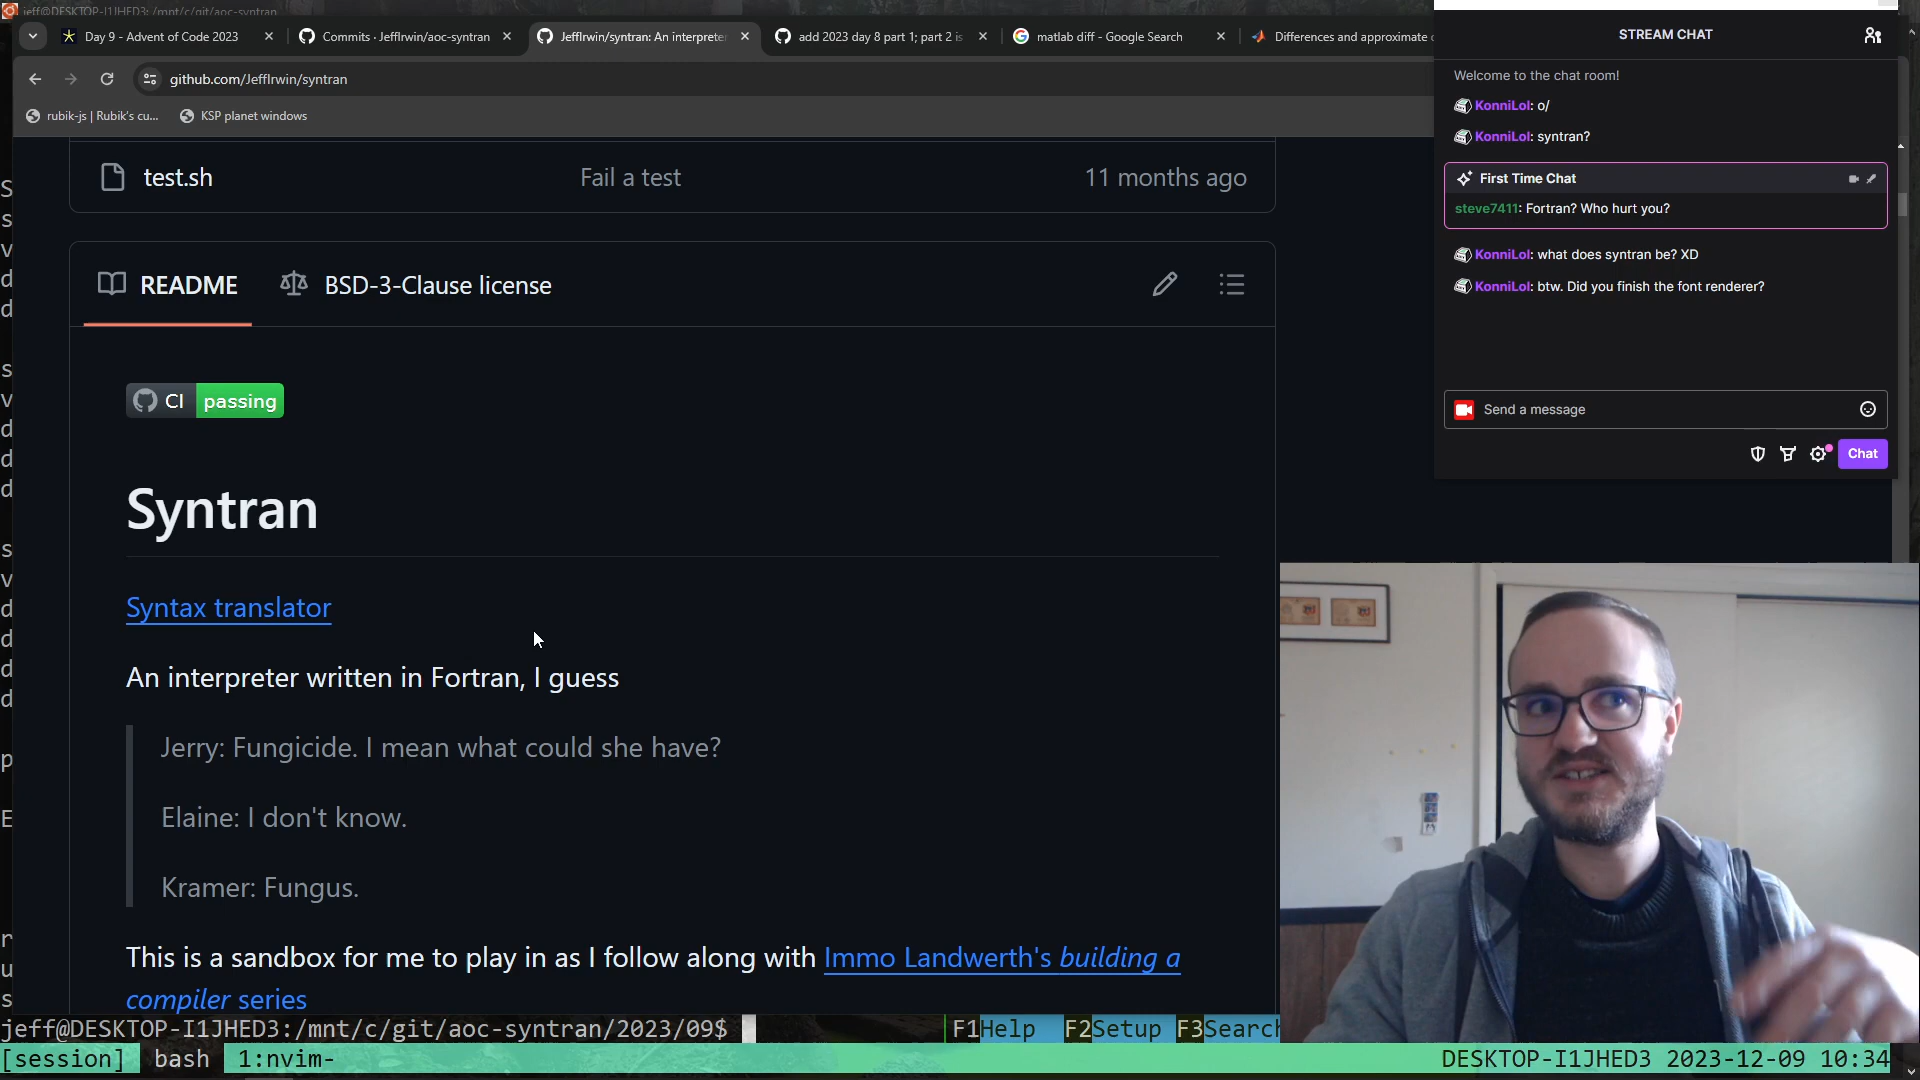 jeff@DESKTOP-I1JHED3: /mnt/c/git/aoc-syntran
Day 9 - Advent of Code 2023
Commits · JeffIrwin/aoc-syntran
JeffIrwin/syntran: An interprete
add 2023 day 8 part 1; part 2 is
matlab diff - Google Search
Differences and approximate
github.com/JeffIrwin/syntran
rubik-js | Rubik's cu...
KSP planet windows
test.sh
Fail a test
11 months ago
README
BSD-3-Clause license
CI passing
Syntran
Syntax translator
An interpreter written in Fortran, I guess
Jerry: Fungicide. I mean what could she have?
Elaine: I don't know.
Kramer: Fungus.
This is a sandbox for me to play in as I follow along with Immo Landwerth's building a
compiler series
STREAM CHAT
Welcome to the chat room!
KonniLol: o/
KonniLol: syntran?
First Time Chat
steve7411: Fortran? Who hurt you?
KonniLol: what does syntran be? XD
KonniLol: btw. Did you finish the font renderer?
Send a message
Chat
jeff@DESKTOP-I1JHED3:/mnt/c/git/aoc-syntran/2023/09$
F1Help F2Setup F3Search
[session] bash 1:nvim-
DESKTOP-I1JHED3 2023-12-09 10:34